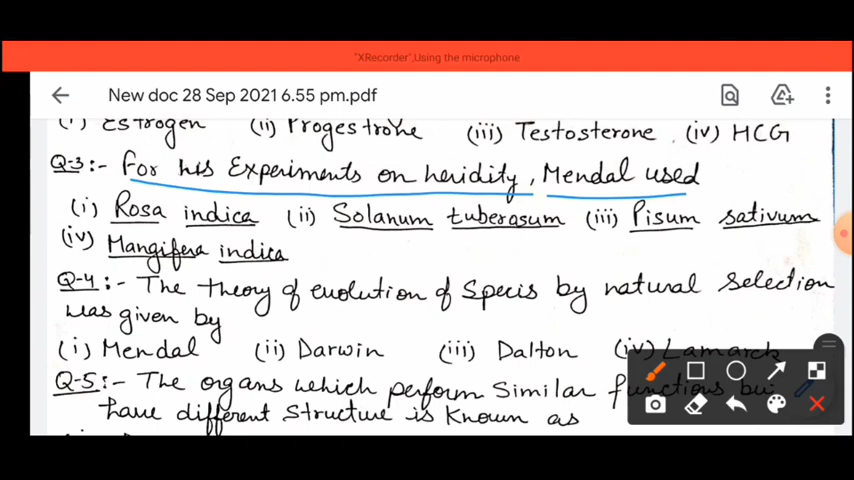 "XRecorder",Using the microphone
New doc 28 Sep 2021 6.55 pm.pdf
(i) Estrogen (ii) Progestrone (iii) Testosterone (iv) HCG
Q-3:- For his Experiments on heridity, Mendal used
(i) Rosa indica (ii) Solanum tuberasum (iii) Pisum sativum
(iv) Mangifera indica
Q-4:- The theory of evolution of Specis by natural selection
was given by
(i) Mendal (ii) Darwin (iii) Dalton (iv) Lamarck
Q-5:- The organs which perform Similar functions but
have different Structure is Known as